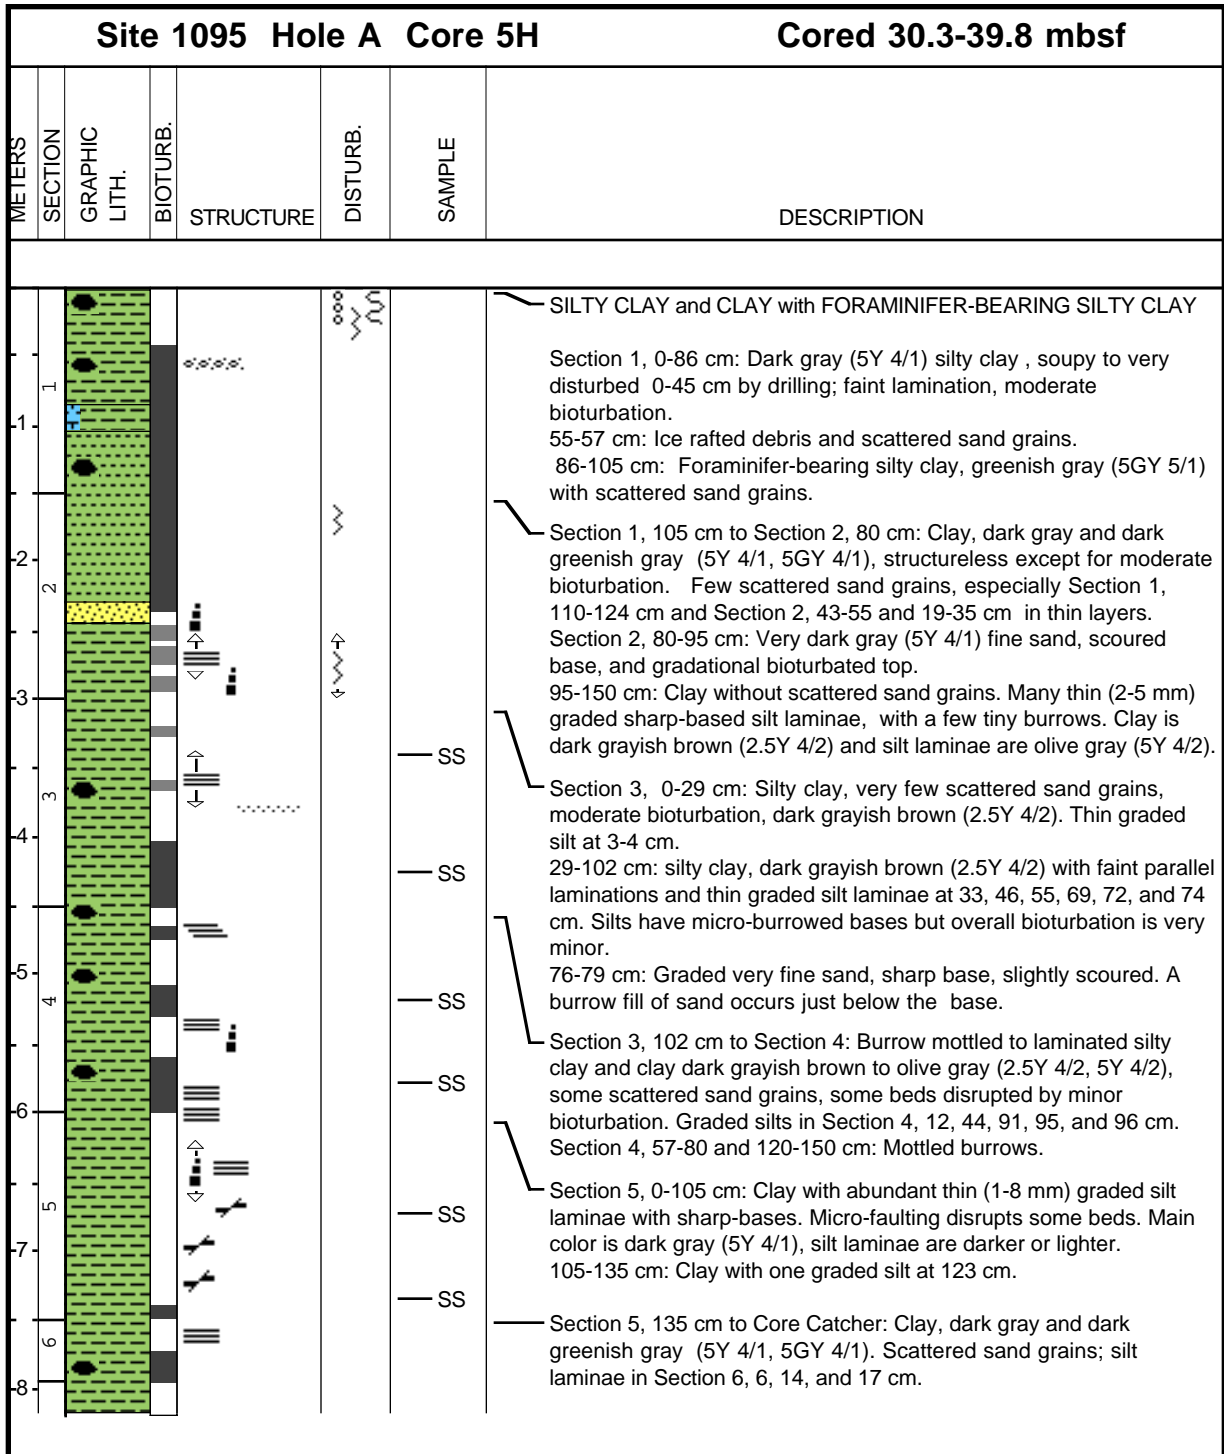 Site 1095 Hole A Core 5H Cored 30.3-39.8 mbsf
METERS
SECTION
GRAPHIC
LITH.
BIOTURB.
STRUCTURE
DISTURB.
SAMPLE
DESCRIPTION
1
2
3
4
5
6
7
8
1
2
3
4
5
6
SS
SS
SS
SS
SS
SS
SILTY CLAY and CLAY with FORAMINIFER-BEARING SILTY CLAY
Section 1, 0-86 cm: Dark gray (5Y 4/1) silty clay , soupy to very
disturbed 0-45 cm by drilling; faint lamination, moderate
bioturbation.
55-57 cm: Ice rafted debris and scattered sand grains.
86-105 cm: Foraminifer-bearing silty clay, greenish gray (5GY 5/1)
with scattered sand grains.
Section 1, 105 cm to Section 2, 80 cm: Clay, dark gray and dark
greenish gray (5Y 4/1, 5GY 4/1), structureless except for moderate
bioturbation. Few scattered sand grains, especially Section 1,
110-124 cm and Section 2, 43-55 and 19-35 cm in thin layers.
Section 2, 80-95 cm: Very dark gray (5Y 4/1) fine sand, scoured
base, and gradational bioturbated top.
95-150 cm: Clay without scattered sand grains. Many thin (2-5 mm)
graded sharp-based silt laminae, with a few tiny burrows. Clay is
dark grayish brown (2.5Y 4/2) and silt laminae are olive gray (5Y 4/2).
Section 3, 0-29 cm: Silty clay, very few scattered sand grains,
moderate bioturbation, dark grayish brown (2.5Y 4/2). Thin graded
silt at 3-4 cm.
29-102 cm: silty clay, dark grayish brown (2.5Y 4/2) with faint parallel
laminations and thin graded silt laminae at 33, 46, 55, 69, 72, and 74
cm. Silts have micro-burrowed bases but overall bioturbation is very
minor.
76-79 cm: Graded very fine sand, sharp base, slightly scoured. A
burrow fill of sand occurs just below the base.
Section 3, 102 cm to Section 4: Burrow mottled to laminated silty
clay and clay dark grayish brown to olive gray (2.5Y 4/2, 5Y 4/2),
some scattered sand grains, some beds disrupted by minor
bioturbation. Graded silts in Section 4, 12, 44, 91, 95, and 96 cm.
Section 4, 57-80 and 120-150 cm: Mottled burrows.
Section 5, 0-105 cm: Clay with abundant thin (1-8 mm) graded silt
laminae with sharp-bases. Micro-faulting disrupts some beds. Main
color is dark gray (5Y 4/1), silt laminae are darker or lighter.
105-135 cm: Clay with one graded silt at 123 cm.
Section 5, 135 cm to Core Catcher: Clay, dark gray and dark
greenish gray (5Y 4/1, 5GY 4/1). Scattered sand grains; silt
laminae in Section 6, 6, 14, and 17 cm.